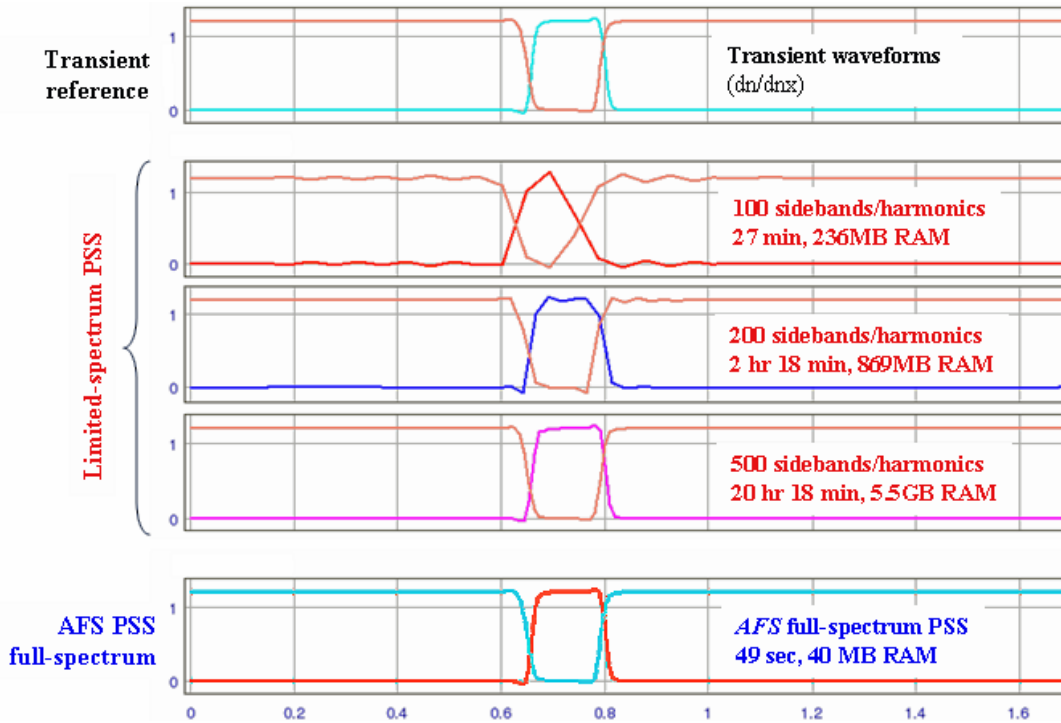 Transient
reference
1
0
Transient waveforms
(dn/dnx)
Limited-spectrum PSS
1
0
100 sidebands/harmonics
27 min, 236MB RAM
1
0
200 sidebands/harmonics
2 hr 18 min, 869MB RAM
1
0
500 sidebands/harmonics
20 hr 18 min, 5.5GB RAM
AFS PSS
full-spectrum
1
0
AFS full-spectrum PSS
49 sec, 40 MB RAM
0 0.2 0.4 0.6 0.8 1 1.2 1.4 1.6